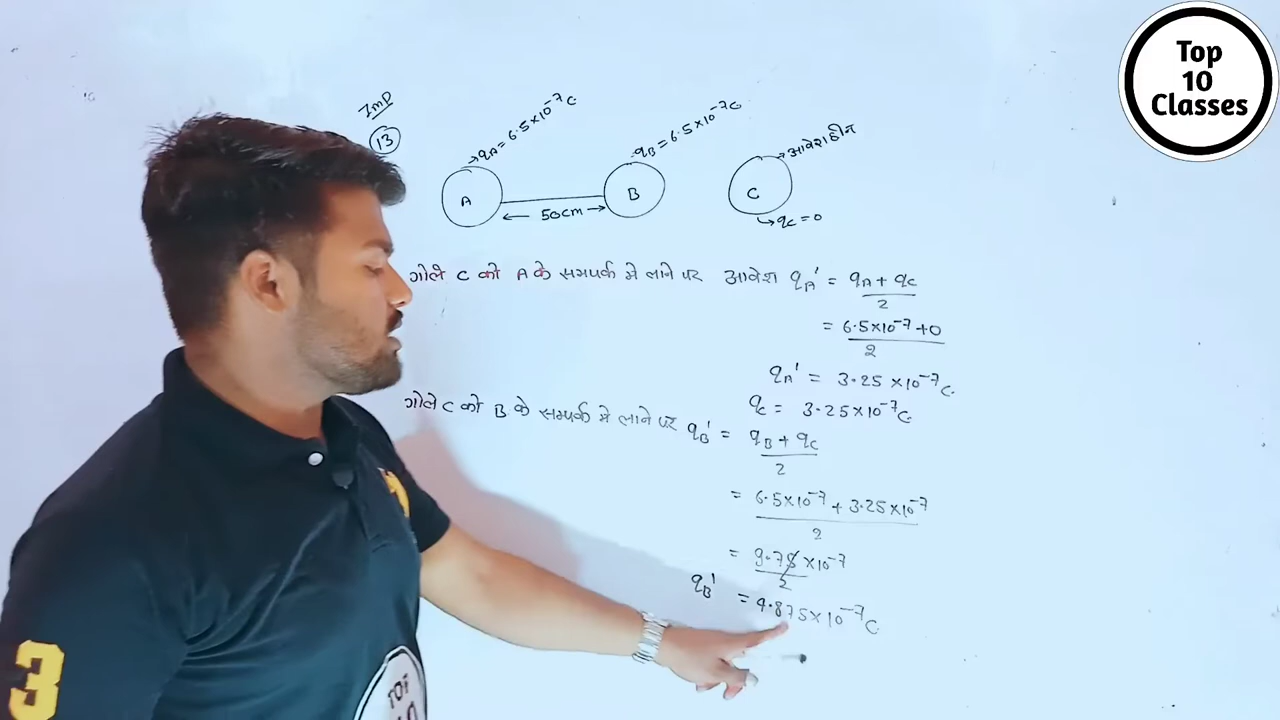 Top
10
Classes
Imp
(13)
→qA = 6.5×10⁻⁷C
qB = 6.5×10⁻⁷C
→आवेशहीन
A
B
C
← 50cm →
↳qC = 0
गोले C को A के सम्पर्क मे लाने पर आवेश qA' = qA + qC / 2
= 6.5×10⁻⁷ + 0 / 2
qA' = 3.25 × 10⁻⁷ C.
qC = 3.25×10⁻⁷C
गोले C को B के सम्पर्क मे लाने पर qB' = qB + qC / 2
= 6.5×10⁻⁷ + 3.25×10⁻⁷ / 2
= 9.75 ×10⁻⁷ / 2
qB' = 4.875×10⁻⁷C
3
TOP